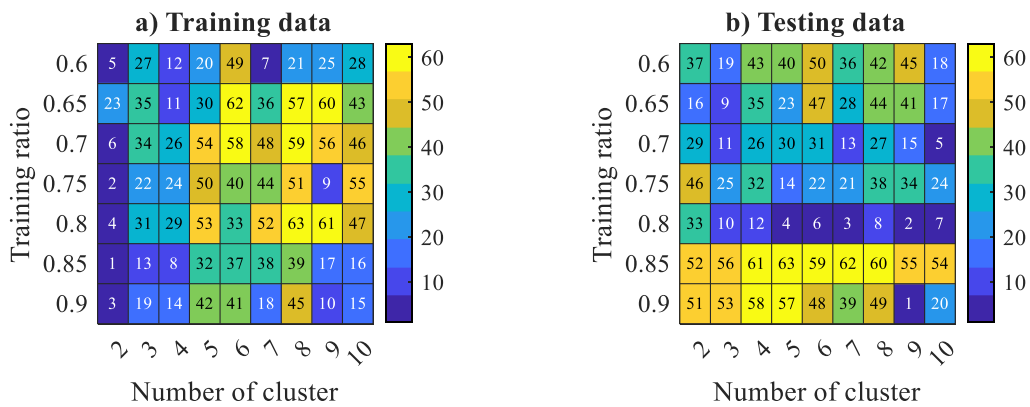 a) Training data
0.6 5 27 12 20 49 7 21 25 28
0.65 23 35 11 30 62 36 57 60 43
0.7 6 34 26 54 58 48 59 56 46
0.75 2 22 24 50 40 44 51 9 55
0.8 4 31 29 53 33 52 63 61 47
0.85 1 13 8 32 37 38 39 17 16
0.9 3 19 14 42 41 18 45 10 15
2 3 4 5 6 7 8 9 10
Number of cluster
Training ratio
60
50
40
30
20
10
b) Testing data
0.6 37 19 43 40 50 36 42 45 18
0.65 16 9 35 23 47 28 44 41 17
0.7 29 11 26 30 31 13 27 15 5
0.75 46 25 32 14 22 21 38 34 24
0.8 33 10 12 4 6 3 8 2 7
0.85 52 56 61 63 59 62 60 55 54
0.9 51 53 58 57 48 39 49 1 20
2 3 4 5 6 7 8 9 10
Number of cluster
Training ratio
60
50
40
30
20
10